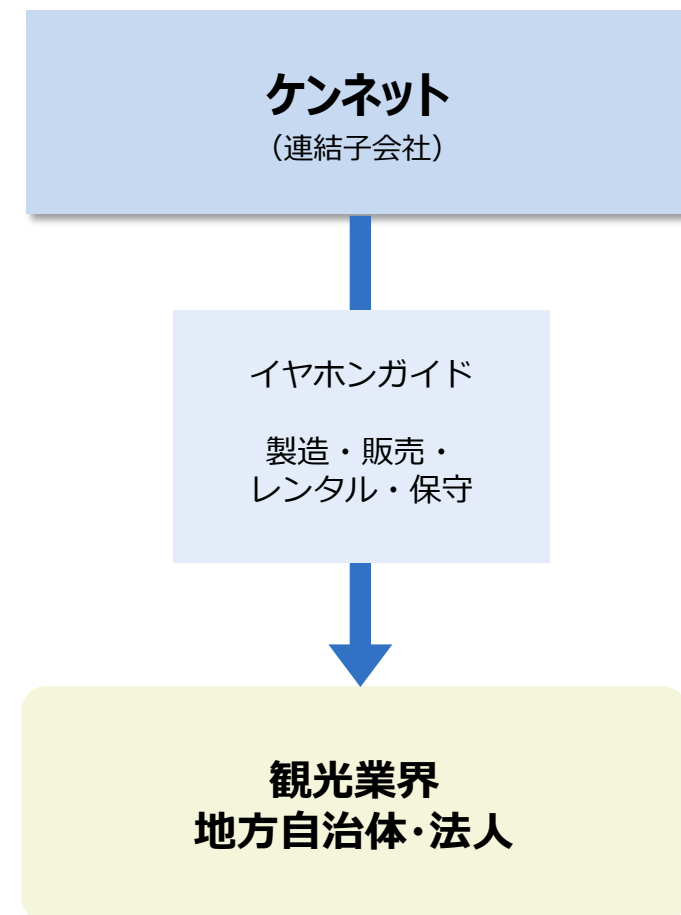 ケンネット
（連結子会社）
イヤホンガイド
製造・販売・
レンタル・保守
観光業界
地方自治体・法人